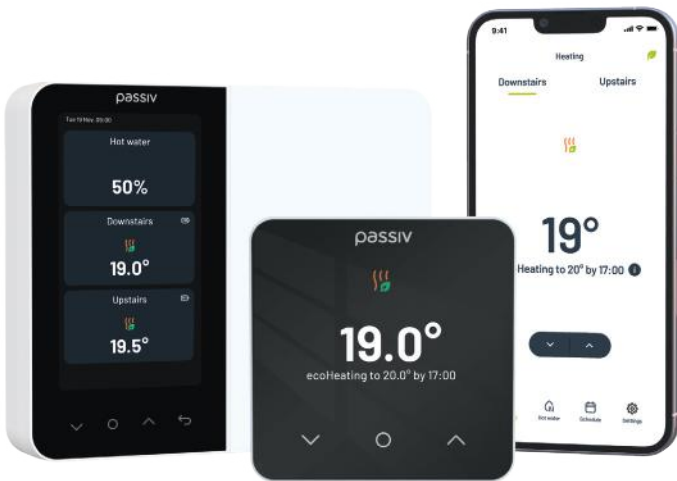 passiv
Tue 19 Nov, 05:00
Hot water
50%
Downstairs
19.0°
Upstairs
19.5°
passiv
19.0°
ecoHeating to 20.0° by 17:00
9:41
Heating
Downstairs Upstairs
19°
Heating to 20° by 17:00 i
Hot water Schedule Settings